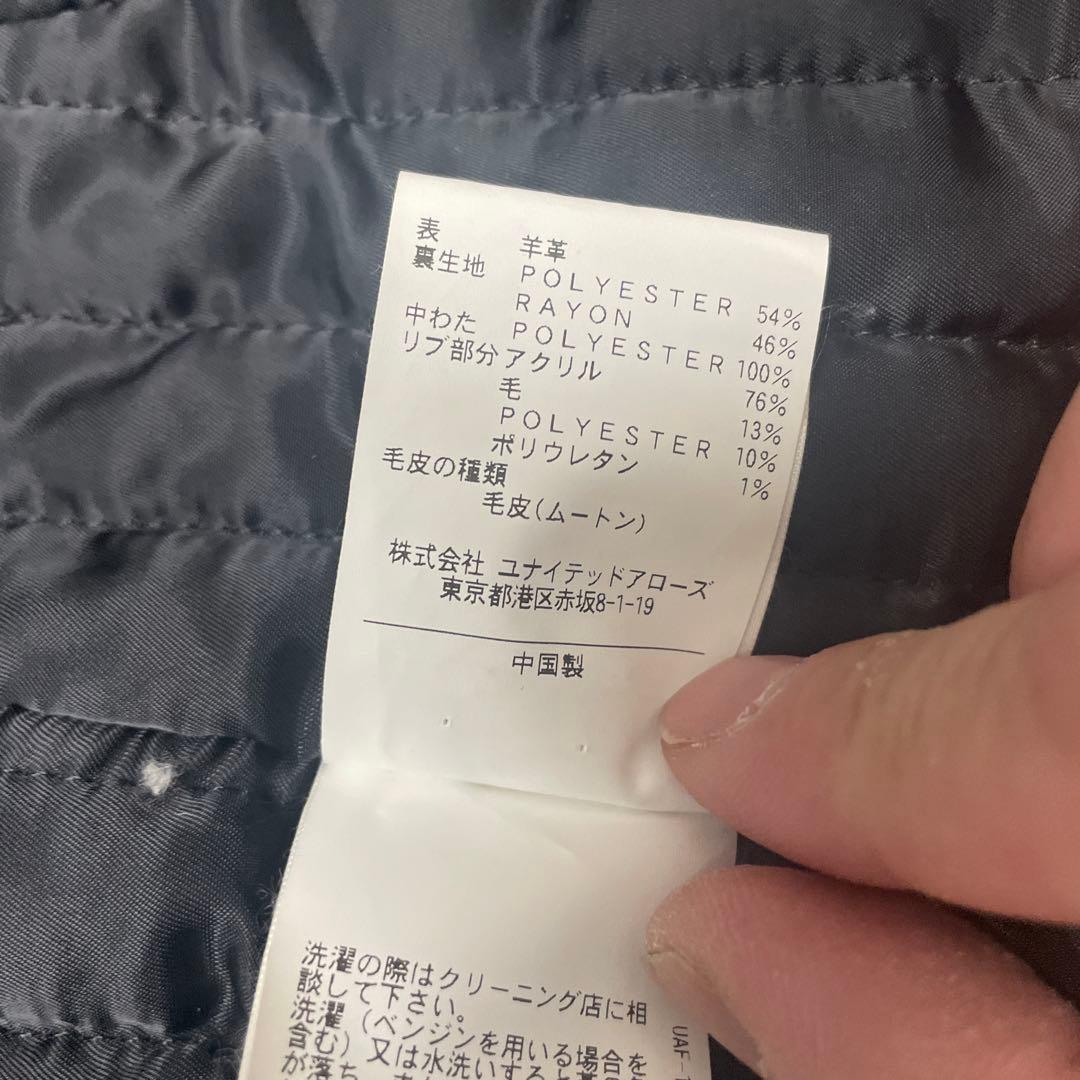 表 羊革
裏生地 POLYESTER 54%
RAYON 46%
中わた POLYESTER 100%
リブ部分 アクリル 76%
毛 13%
POLYESTER 10%
ポリウレタン 1%
毛皮の種類
毛皮(ムートン)
株式会社 ユナイテッドアローズ
東京都港区赤坂8-1-19
中国製
洗濯の際はクリーニング店に相
談して下さい。
洗濯(ベンジンを用いる場合を
含む)又は水洗いすると
が落ち
UAF-1